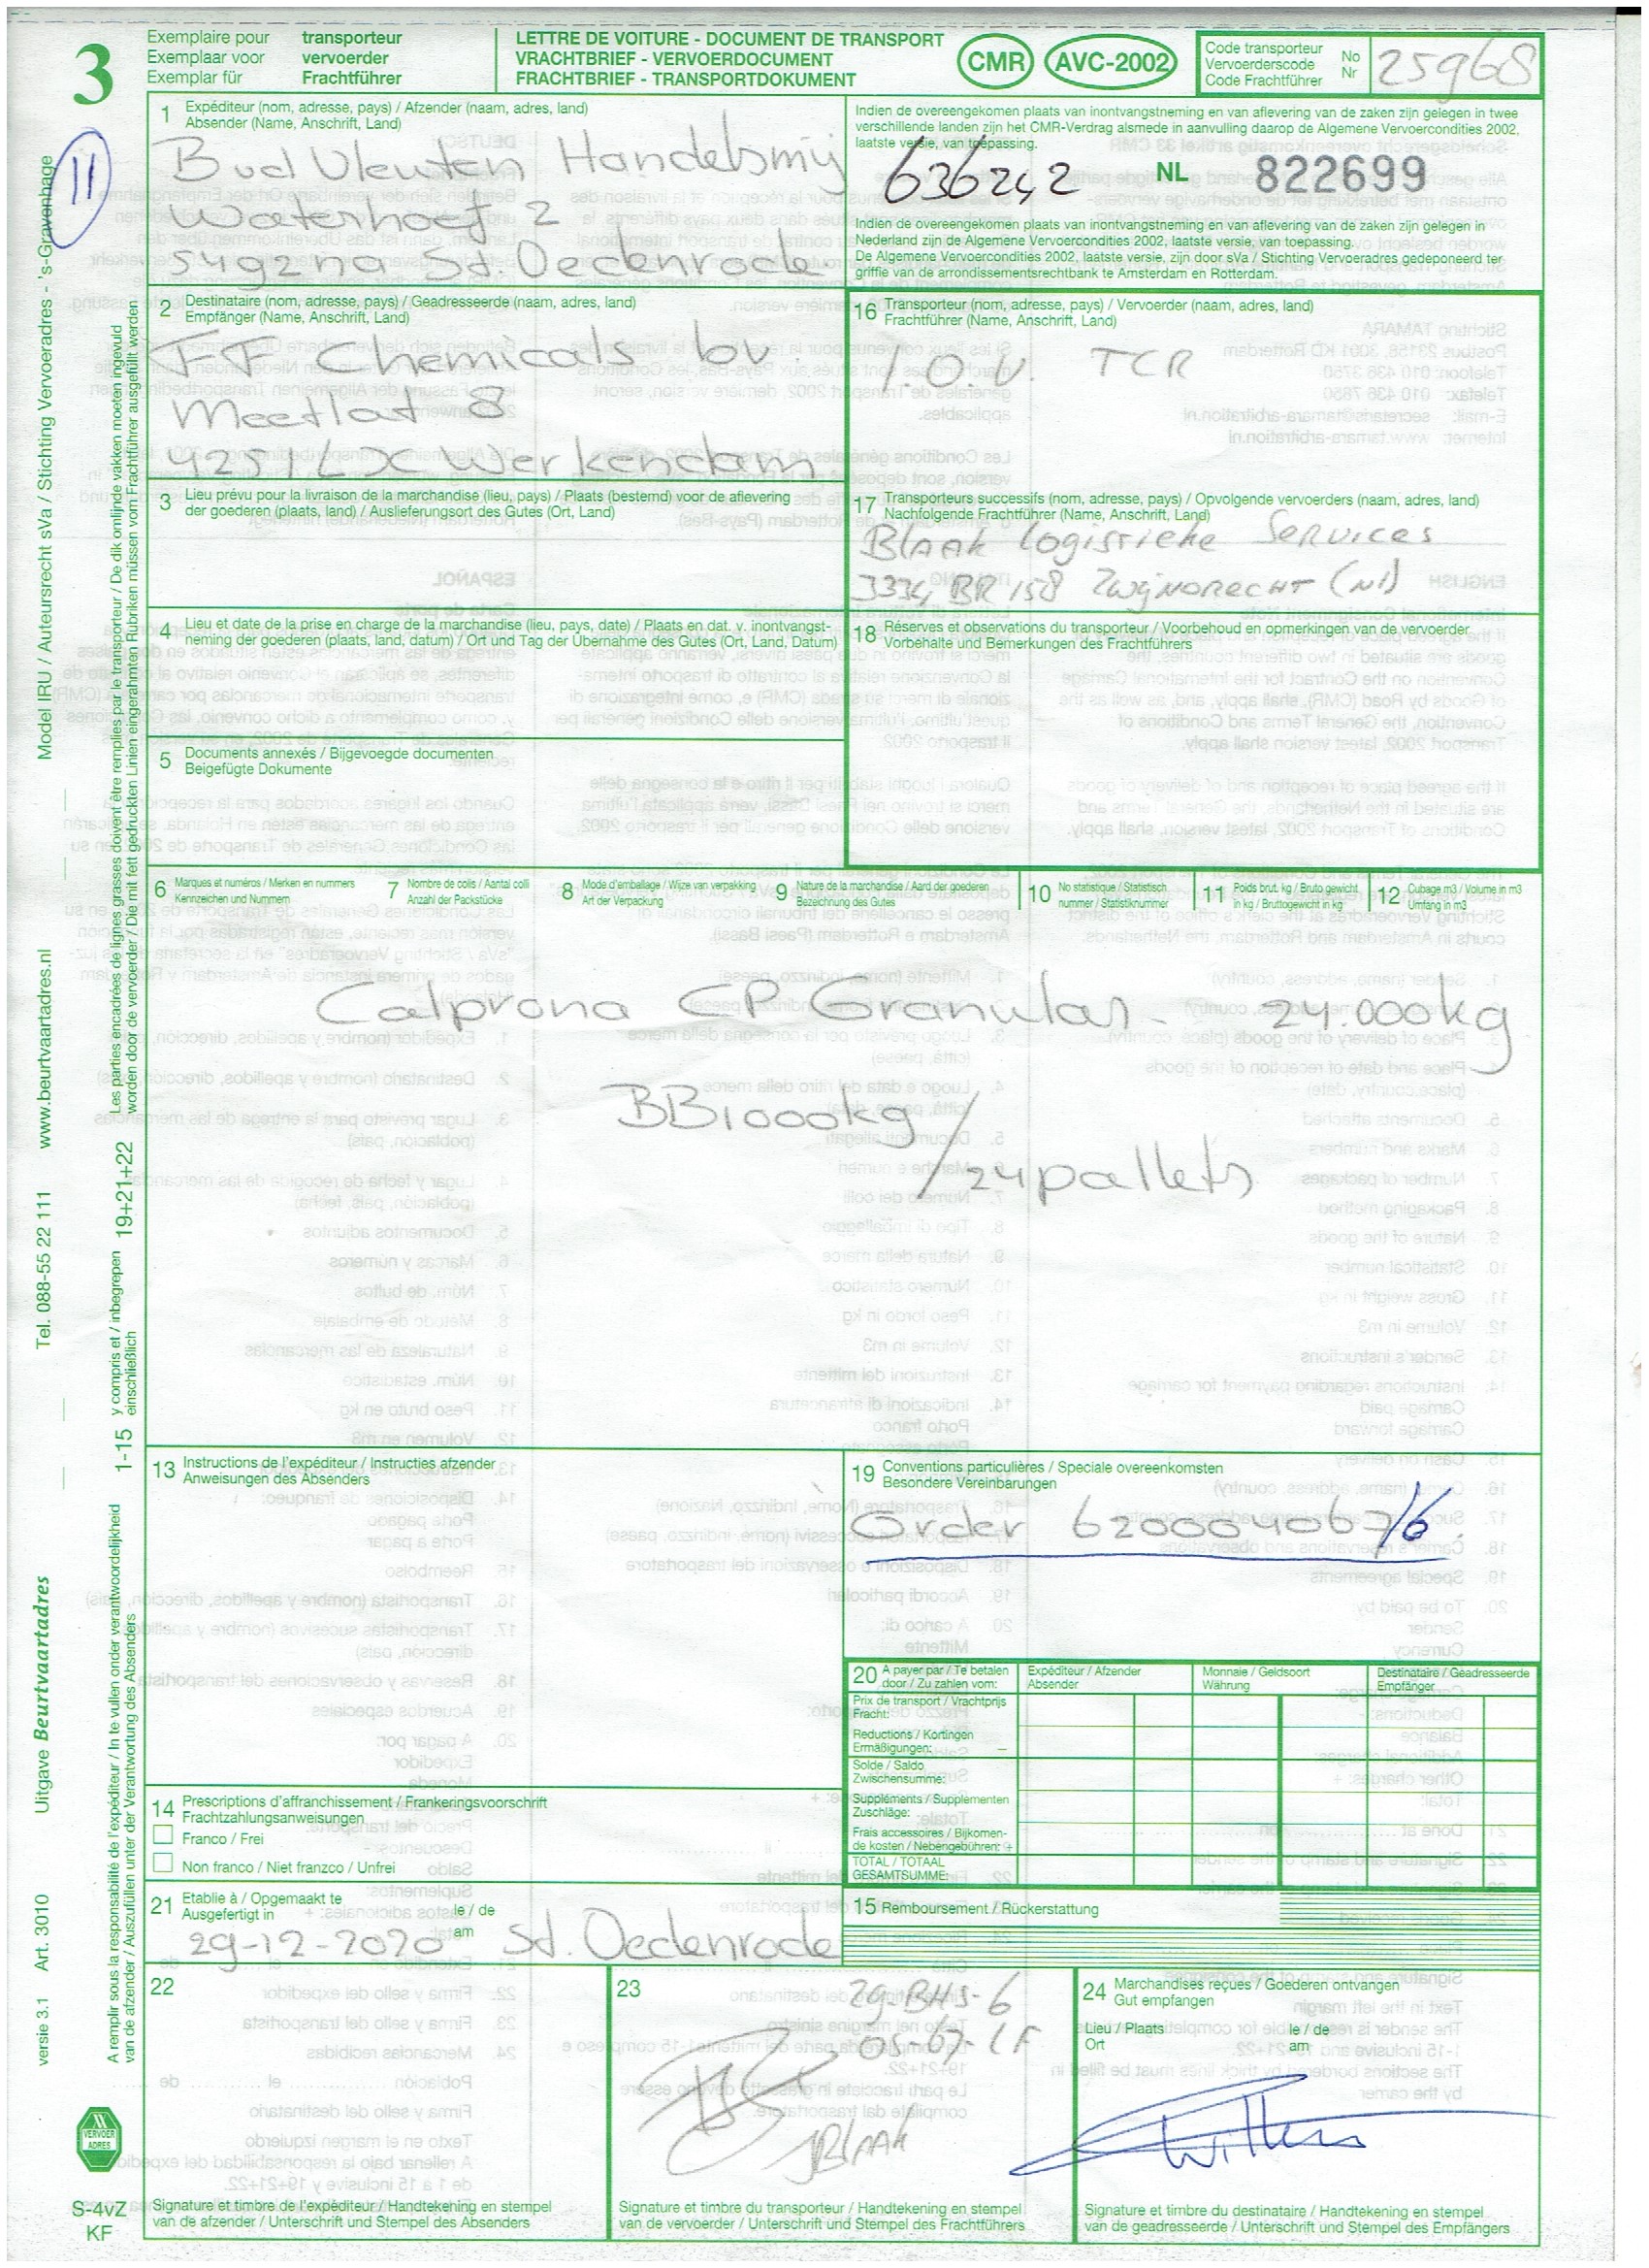 3
Exemplaire pour transporteur
Exemplaar voor vervoerder
Exemplar für Frachtführer
LETTRE DE VOITURE - DOCUMENT DE TRANSPORT
VRACHTBRIEF - VERVOERDOCUMENT
FRACHTBRIEF - TRANSPORTDOKUMENT
CMR AVC-2002
Code transporteur No
Vervoerderscode Nr
Code Frachtführer
25968
11
1 Expéditeur (nom, adresse, pays) / Afzender (naam, adres, land)
Absender (Name, Anschrift, Land)
Bud Vleuten Handelsmij
Waterhoef 2
5492na St. Oedenrode
Indien de overeengekomen plaats van inontvangstneming en van aflevering van de zaken zijn gelegen in twee
verschillende landen zijn het CMR-Verdrag alsmede in aanvulling daarop de Algemene Vervoercondities 2002,
laatste versie, van toepassing.
636242 NL 822699
Indien de overeengekomen plaats van inontvangstneming en van aflevering van de zaken zijn gelegen in
Nederland zijn de Algemene Vervoercondities 2002, laatste versie, van toepassing.
De Algemene Vervoercondities 2002, laatste versie, zijn door sVa / Stichting Vervoeradres gedeponeerd ter
griffie van de arrondissementsrechtbank te Amsterdam en Rotterdam.
2 Destinataire (nom, adresse, pays) / Geadresseerde (naam, adres, land)
Empfänger (Name, Anschrift, Land)
FF Chemicals bv.
Meetlat 8
4251LX Werkendam
16 Transporteur (nom, adresse, pays) / Vervoerder (naam, adres, land)
Frachtführer (Name, Anschrift, Land)
I.O.V. TCR
3 Lieu prévu pour la livraison de la marchandise (lieu, pays) / Plaats (bestemd) voor de aflevering
der goederen (plaats, land) / Auslieferungsort des Gutes (Ort, Land)
17 Transporteurs successifs (nom, adresse, pays) / Opvolgende vervoerders (naam, adres, land)
Nachfolgende Frachtführer (Name, Anschrift, Land)
Blaak logistieke Services
3334 BR 158 Zwijndrecht (Nl)
4 Lieu et date de la prise en charge de la marchandise (lieu, pays, date) / Plaats en dat. v. inontvangst-
neming der goederen (plaats, land, datum) / Ort und Tag der Übernahme des Gutes (Ort, Land, Datum)
18 Réserves et observations du transporteur / Voorbehoud en opmerkingen van de vervoerder
Vorbehalte und Bemerkungen des Frachtführers
5 Documents annexés / Bijgevoegde documenten
Beigefügte Dokumente
6 Marques et numéros / Merken en nummers
Kennzeichen und Nummern
7 Nombre de colis / Aantal colli
Anzahl der Packstücke
8 Mode d'emballage / Wijze van verpakking
Art der Verpackung
9 Nature de la marchandise / Aard der goederen
Bezeichnung des Gutes
10 No statistique / Statistisch
nummer / Statistiknummer
11 Poids brut, kg / Bruto gewicht
in kg / Bruttogewicht in kg
12 Cubage m3 / Volume in m3
Umfang in m3
Calprona CP Granular. 24.000kg
BB1000kg
/24pallets
13 Instructions de l'expéditeur / Instructies afzender
Anweisungen des Absenders
19 Conventions particulières / Speciale overeenkomsten
Besondere Vereinbarungen
Order 620004067/6.
20 A payer par / Te betalen
door / Zu zahlen vom:
Expéditeur / Afzender
Absender
Monnaie / Geldsoort
Währung
Destinataire / Geadresseerde
Empfänger
Prix de transport / Vrachtprijs
Fracht:
Reductions / Kortingen
Ermäßigungen: –
Solde / Saldo
Zwischensumme:
Suppléments / Supplementen
Zuschläge:
Frais accessoires / Bijkomen-
de kosten / Nebengebühren: +
TOTAL / TOTAAL
GESAMTSUMME:
14 Prescriptions d'affranchissement / Frankeringsvoorschrift
Frachtzahlungsanweisungen
Franco / Frei
Non franco / Niet franzco / Unfrei
21 Etablie à / Opgemaakt te le / de
Ausgefertigt in am
29-12-2020 St. Oedenrode
15 Remboursement / Rückerstattung
22
Signature et timbre de l'expéditeur / Handtekening en stempel
van de afzender / Unterschrift und Stempel des Absenders
23
29-BHS-6
05-67-LF
JBlaak
Signature et timbre du transporteur / Handtekening en stempel
van de vervoerder / Unterschrift und Stempel des Frachtführers
24 Marchandises reçues / Goederen ontvangen
Gut empfangen
Lieu / Plaats le / de
Ort am
Signature et timbre du destinataire / Handtekening en stempel
van de geadresseerde / Unterschrift und Stempel des Empfängers
VERVOER
ADRES
S-4vZ
KF
versie 3.1 Art. 3010 Uitgave Beurtvaartadres Tel. 088-55 22 111 www.beurtvaartadres.nl Model IRU / Auteursrecht sVa / Stichting Vervoeradres - 's-Gravenhage
A remplir sous la responsabilité de l'expéditeur / In te vullen onder verantwoordelijkheid
van de afzender / Auszufüllen unter der Verantwortung des Absenders
1-15 y compris et / inbegrepen 19+21+22
einschließlich
Les parties encadrées de lignes grasses doivent être remplies par le transporteur / De dik omlijnde vakken moeten ingevuld
worden door de vervoerder / Die mit fett gedruckten Linien eingerahmten Rubriken müssen vom Frachtführer ausgefüllt werden